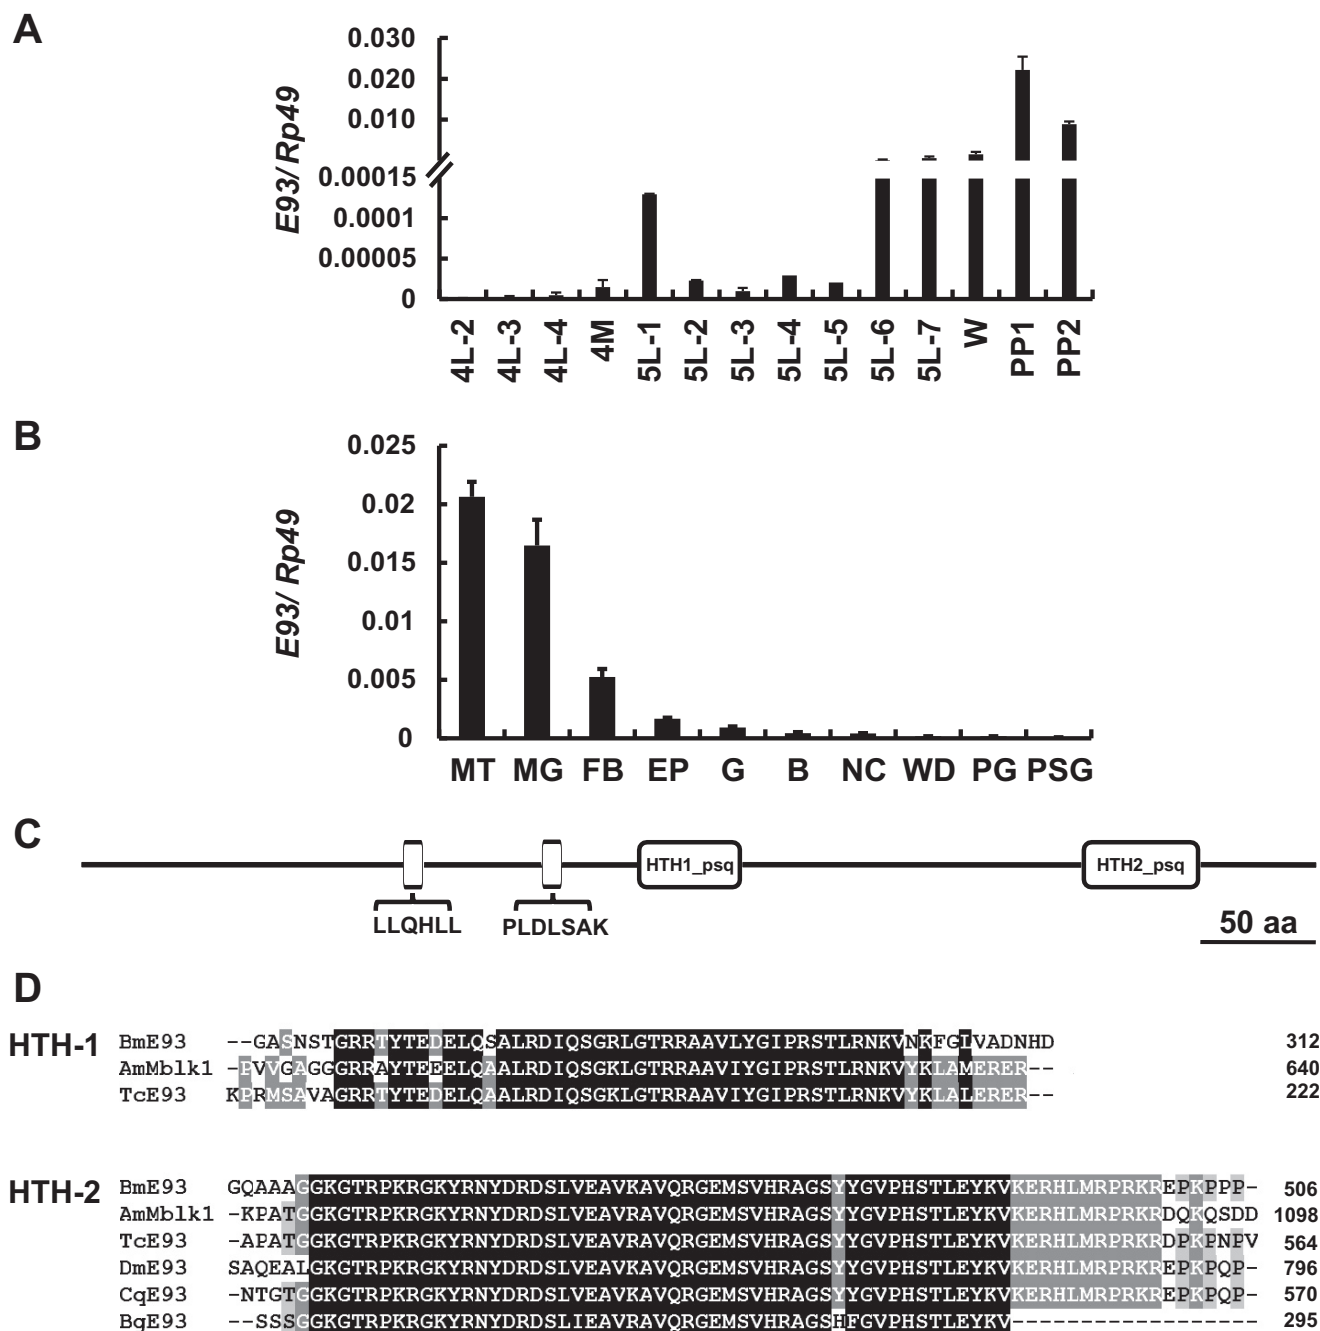 A
0.030
0.020
0.010
0.00015
0.0001
0.00005
0
E93/ Rp49
4L-2 4L-3 4L-4 4M 5L-1 5L-2 5L-3 5L-4 5L-5 5L-6 5L-7 W PP1 PP2
B
0.025
0.02
0.015
0.01
0.005
0
E93/ Rp49
MT MG FB EP G B NC WD PG PSG
C
HTH1_psq HTH2_psq
LLQHLL PLDLSAK
50 aa
D
HTH-1 BmE93 --GASNSTGRRTYTEDELQSALRDIQSGRLGTRRAAVLYGIPRSTLRNKVNKFGLVADNHD 312
AmMblk1 -PVVGAGGGRRAYTEEELQAALRDIQSGKLGTRRAAVIYGIPRSTLRNKVYKLAMERER-- 640
TcE93 KPRMSAVAGRRTYTEDELQAALRDIQSGKLGTRRAAVIYGIPRSTLRNKVYKLALERER-- 222
HTH-2 BmE93 GQAAAGGKGTRPKRGKYRNYDRDSLVEAVKAVQRGEMSVHRAGSYYGVPHSTLEYKVKERHLMRPRKREPKPPP- 506
AmMblk1 -KPATGGKGTRPKRGKYRNYDRDSLVEAVRAVQRGEMSVHRAGSYYGVPHSTLEYKVKERHLMRPRKRDQKQSDD 1098
TcE93 -APATGGKGTRPKRGKYRNYDRDSLVEAVRAVQRGEMSVHRAGSYYGVPHSTLEYKVKERHLMRPRKRDPKPNPV 564
DmE93 SAQEALGKGTRPKRGKYRNYDRDSLVEAVRAVQRGEMSVHRAGSYYGVPHSTLEYKVKERHLMRPRKREPKPQP- 796
CqE93 -NTGTGGKGTRPKRGKYRNYDRDSLVEAVRAVQRGEMSVHRAGSYYGVPHSTLEYKVKERHLMRPRKREPKPQP- 570
BgE93 --SSSGGKGTRPKRGKYRNYDRDSLIEAVRAVQRGEMSVHRAGSHFGVPHSTLEYKV------------------ 295